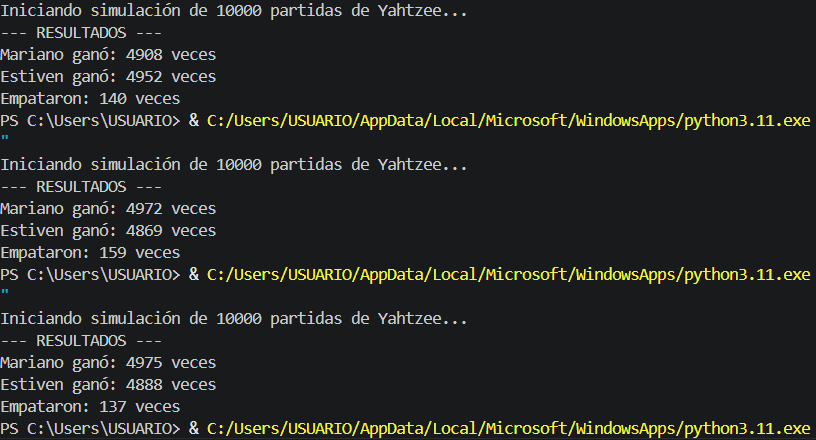 Iniciando simulación de 10000 partidas de Yahtzee...
--- RESULTADOS ---
Mariano ganó: 4908 veces
Estiven ganó: 4952 veces
Empataron: 140 veces
PS C:\Users\USUARIO> & C:/Users/USUARIO/AppData/Local/Microsoft/WindowsApps/python3.11.exe
"
Iniciando simulación de 10000 partidas de Yahtzee...
--- RESULTADOS ---
Mariano ganó: 4972 veces
Estiven ganó: 4869 veces
Empataron: 159 veces
PS C:\Users\USUARIO> & C:/Users/USUARIO/AppData/Local/Microsoft/WindowsApps/python3.11.exe
"
Iniciando simulación de 10000 partidas de Yahtzee...
--- RESULTADOS ---
Mariano ganó: 4975 veces
Estiven ganó: 4888 veces
Empataron: 137 veces
PS C:\Users\USUARIO> & C:/Users/USUARIO/AppData/Local/Microsoft/WindowsApps/python3.11.exe